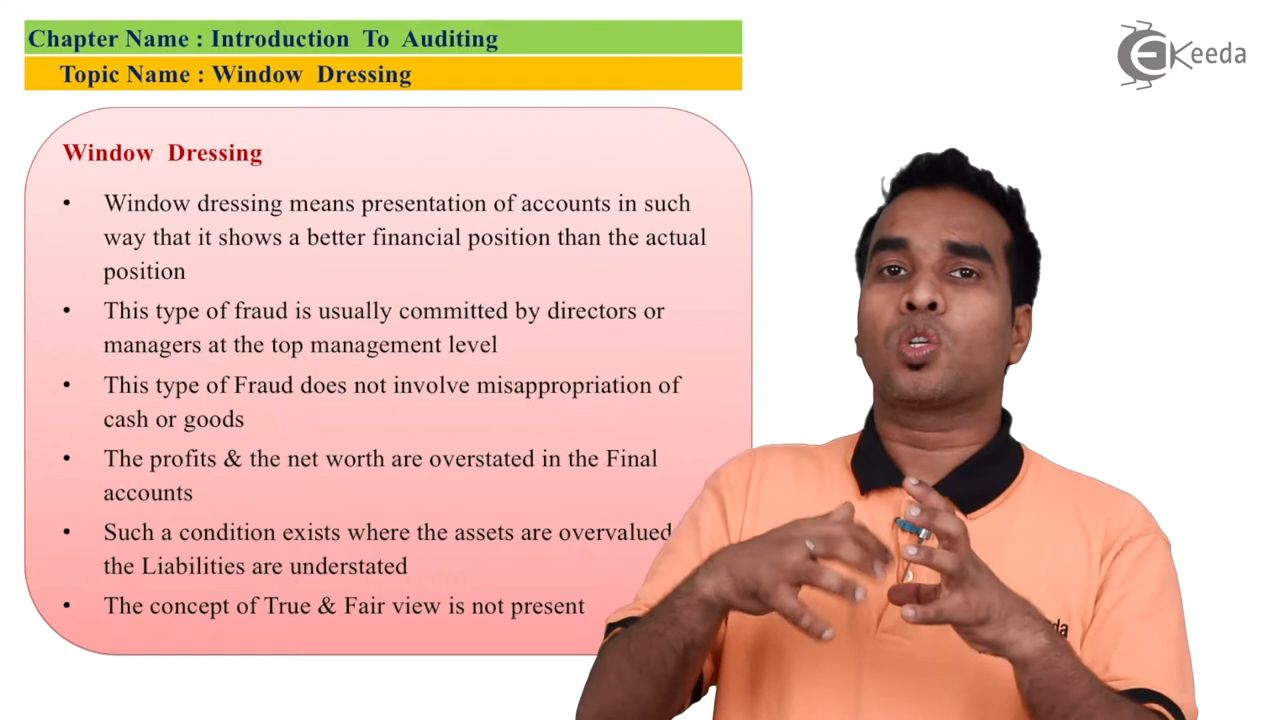 Chapter Name : Introduction To Auditing
Topic Name : Window Dressing
Keeda
Window Dressing
• Window dressing means presentation of accounts in such
way that it shows a better financial position than the actual
position
• This type of fraud is usually committed by directors or
managers at the top management level
• This type of Fraud does not involve misappropriation of
cash or goods
• The profits & the net worth are overstated in the Final
accounts
• Such a condition exists where the assets are overvalued
the Liabilities are understated
• The concept of True & Fair view is not present